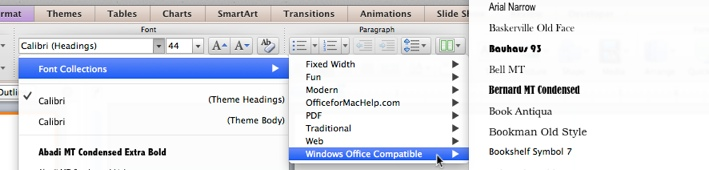 ormat Themes Tables Charts SmartArt Transitions Animations Slide Sh
Font Paragraph
Calibri (Headings) 44 A A Ab
Font Collections
Calibri (Theme Headings)
Calibri (Theme Body)
Abadi MT Condensed Extra Bold
Outli
Fixed Width
Fun
Modern
OfficeforMacHelp.com
PDF
Traditional
Web
Windows Office Compatible
Arial Narrow
Baskerville Old Face
Bauhaus 93
Bell MT
Bernard MT Condensed
Book Antiqua
Bookman Old Style
Bookshelf Symbol 7